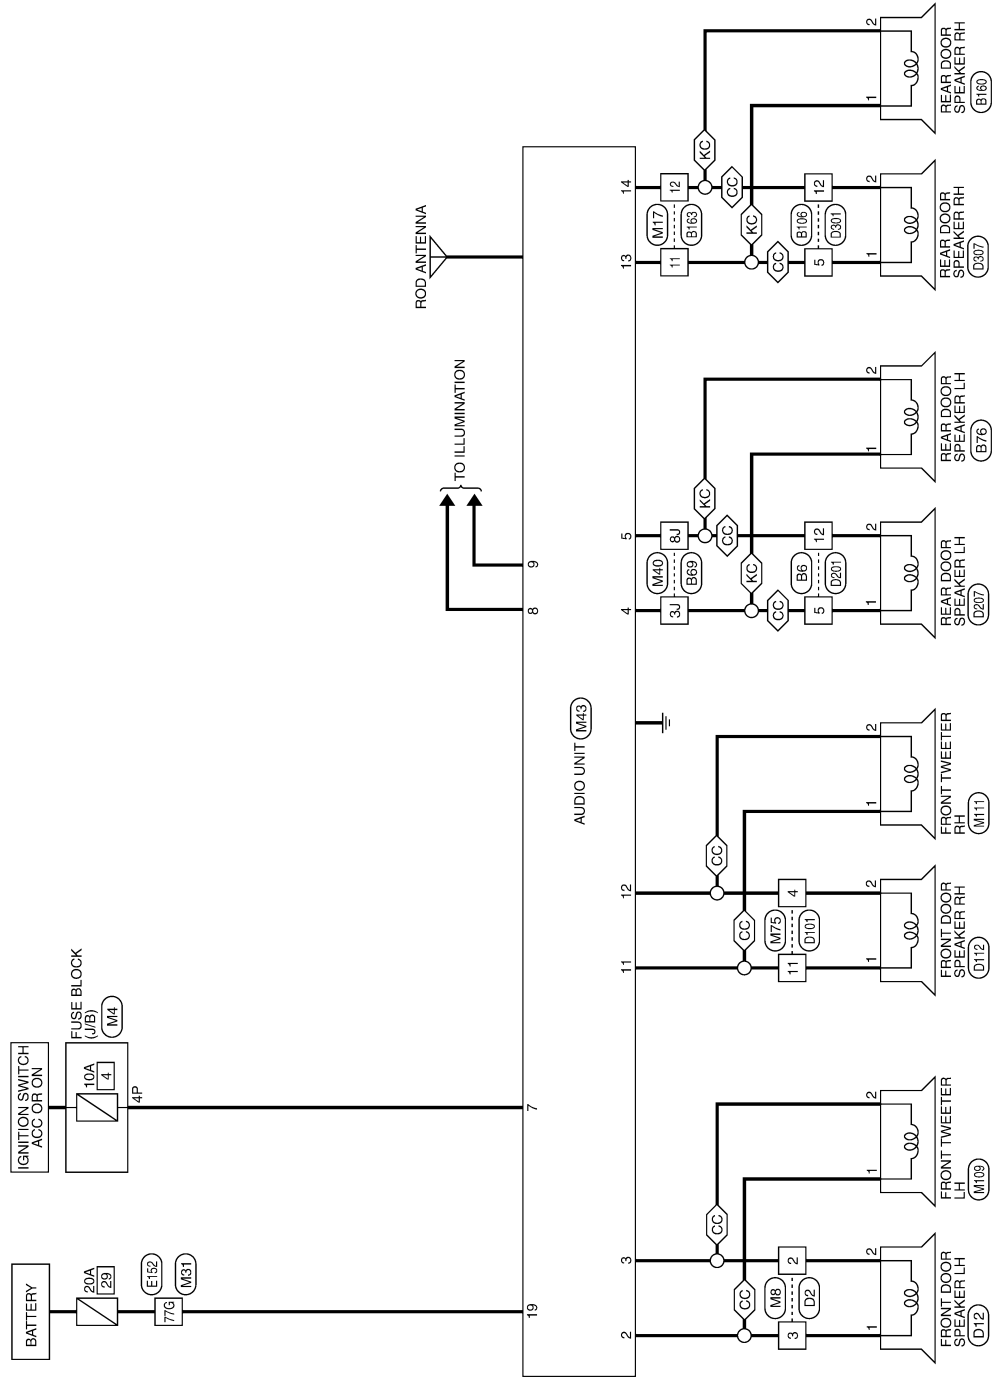 BATTERY
20A
29
77G
E152
M31
19
IGNITION SWITCH
ACC OR ON
FUSE BLOCK
(J/B)
M4
10A
4
4P
7
TO ILLUMINATION
8
9
ROD ANTENNA
AUDIO UNIT
M43
2
3
11
12
4
5
13
14
CC
CC
3
M8
D2
2
1
2
1
2
FRONT DOOR
SPEAKER LH
D12
FRONT TWEETER
LH
M109
CC
CC
11
M75
D101
4
1
2
1
2
FRONT DOOR
SPEAKER RH
D112
FRONT TWEETER
RH
M111
3J
M40
B69
8J
KC
KC
CC
CC
5
B6
D201
12
1
2
1
2
REAR DOOR
SPEAKER LH
D207
REAR DOOR
SPEAKER LH
B76
11
M17
B163
12
KC
KC
CC
CC
5
B106
D301
12
1
2
1
2
REAR DOOR
SPEAKER RH
D307
REAR DOOR
SPEAKER RH
B160